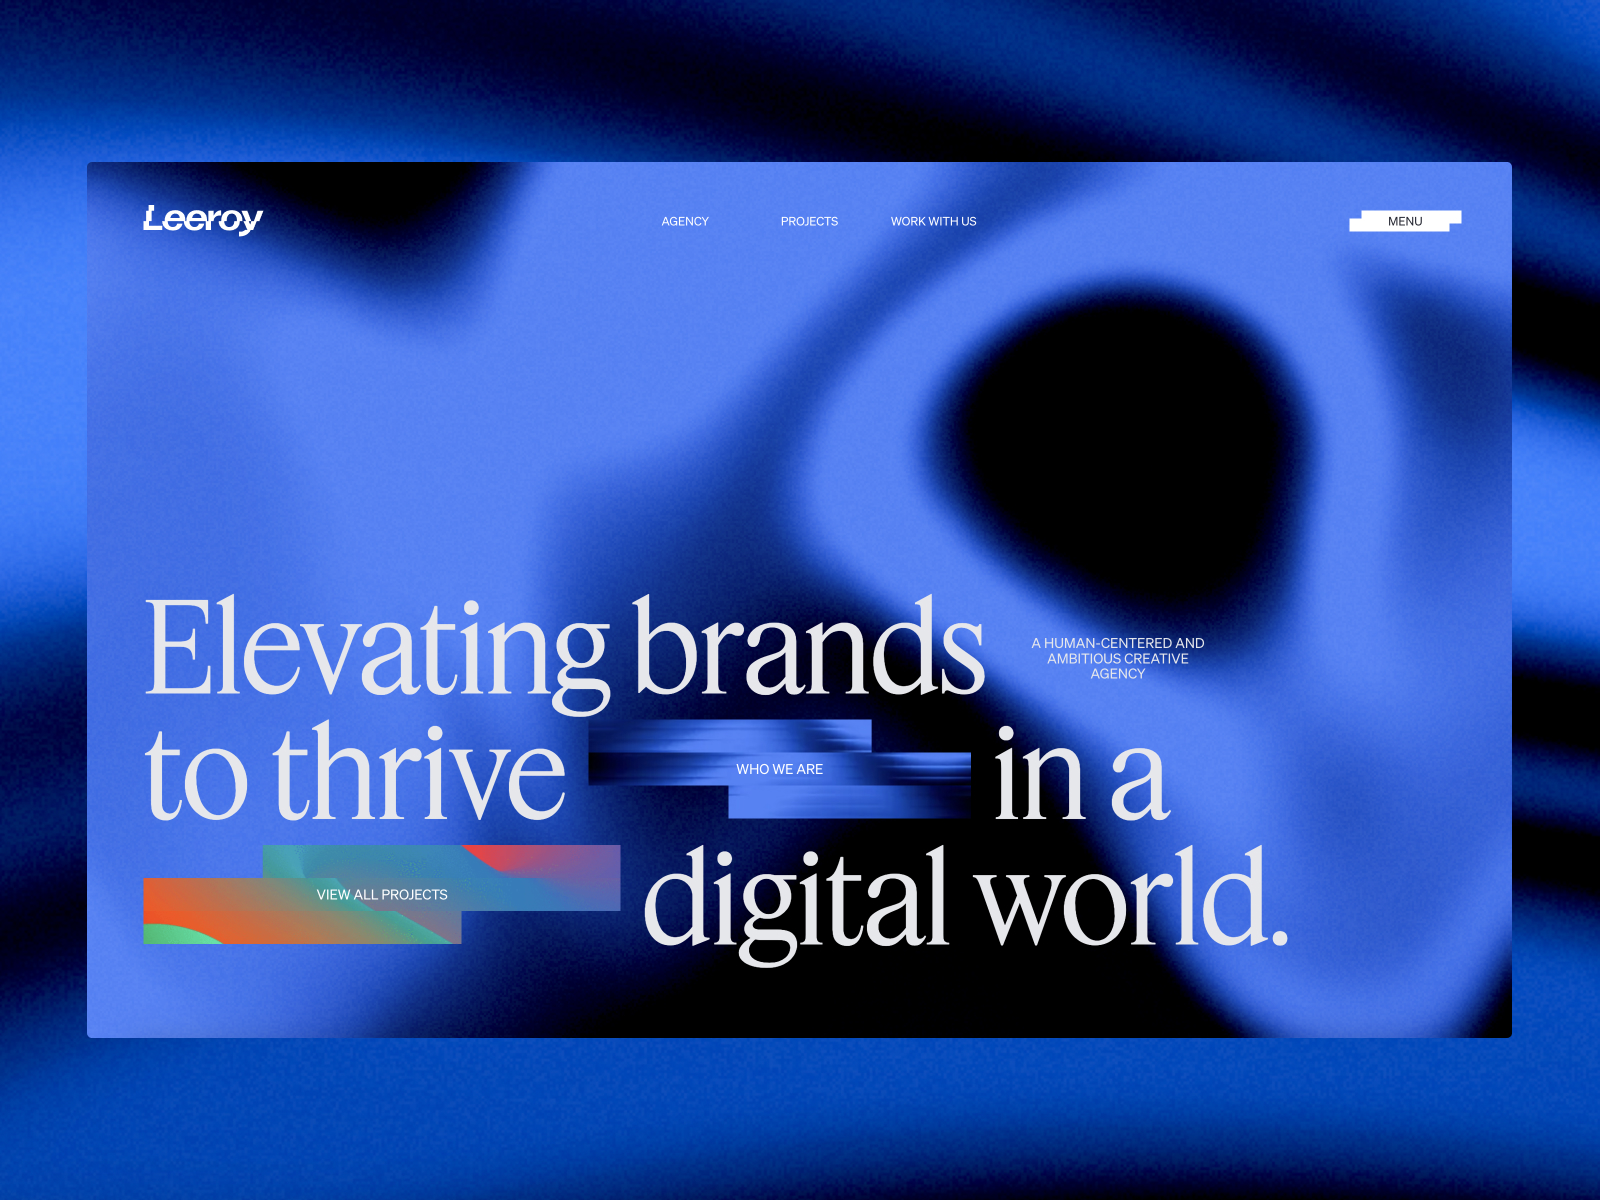 Leeroy
AGENCY
PROJECTS
WORK WITH US
MENU
Elevating brands
A HUMAN-CENTERED AND
AMBITIOUS CREATIVE
AGENCY
to thrive
WHO WE ARE
in a
VIEW ALL PROJECTS
digital world.